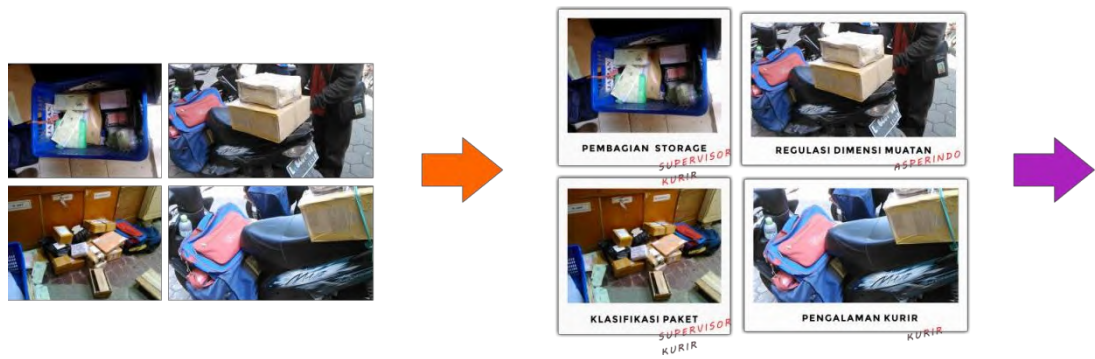 PEMBAGIAN STORAGE
SUPERVISOR
KURIR
REGULASI DIMENSI MUATAN
ASPERINDO
KLASIFIKASI PAKET
SUPERVISOR
KURIR
PENGALAMAN KURIR
KURIR